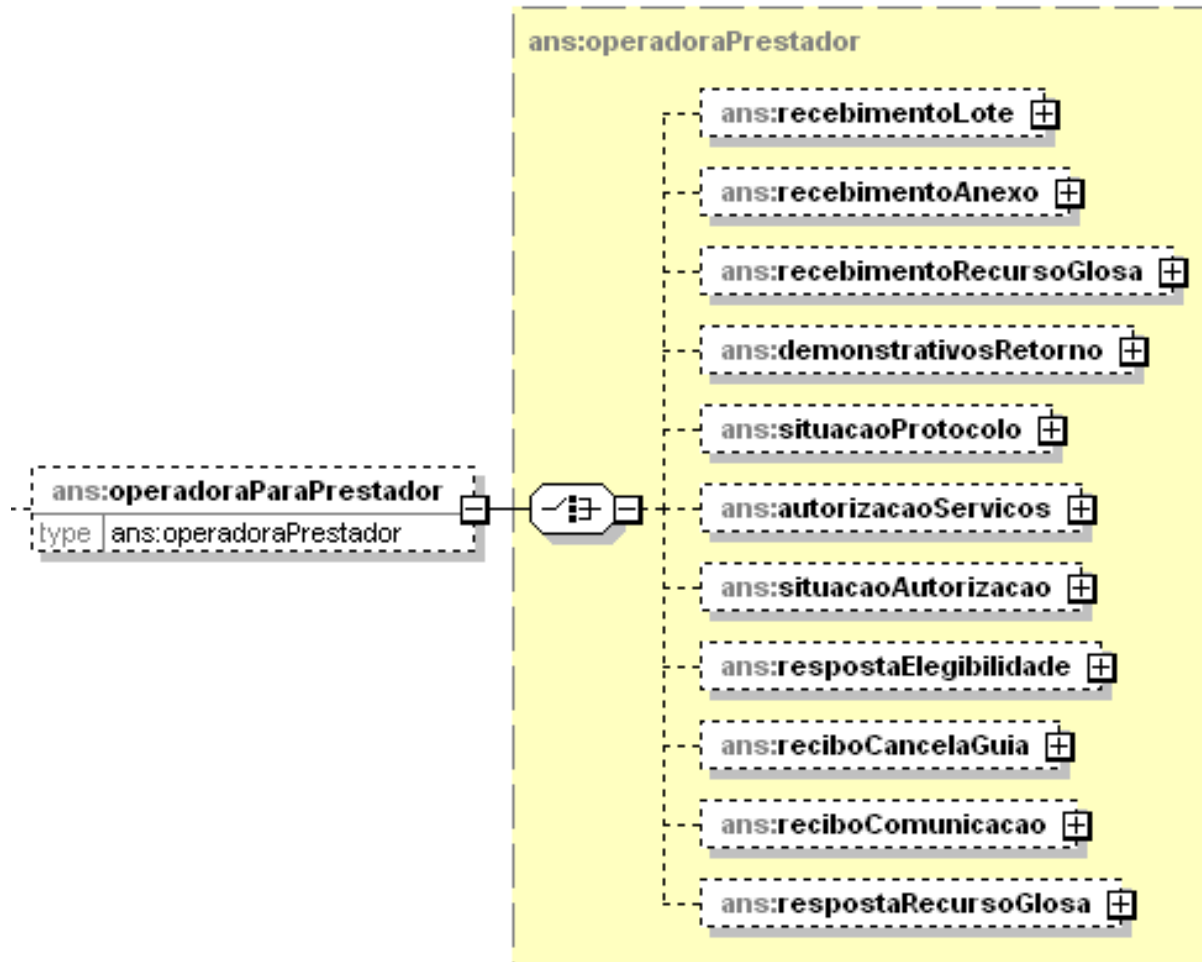 ans:operadoraPrestador
ans:recebimentoLote
ans:recebimentoAnexo
ans:recebimentoRecursoGlosa
ans:demonstrativosRetorno
ans:situacaoProtocolo
ans:operadoraParaPrestador
type ans:operadoraPrestador
ans:autorizacaoServicos
ans:situacaoAutorizacao
ans:respostaElegibilidade
ans:reciboCancelaGuia
ans:reciboComunicacao
ans:respostaRecursoGlosa